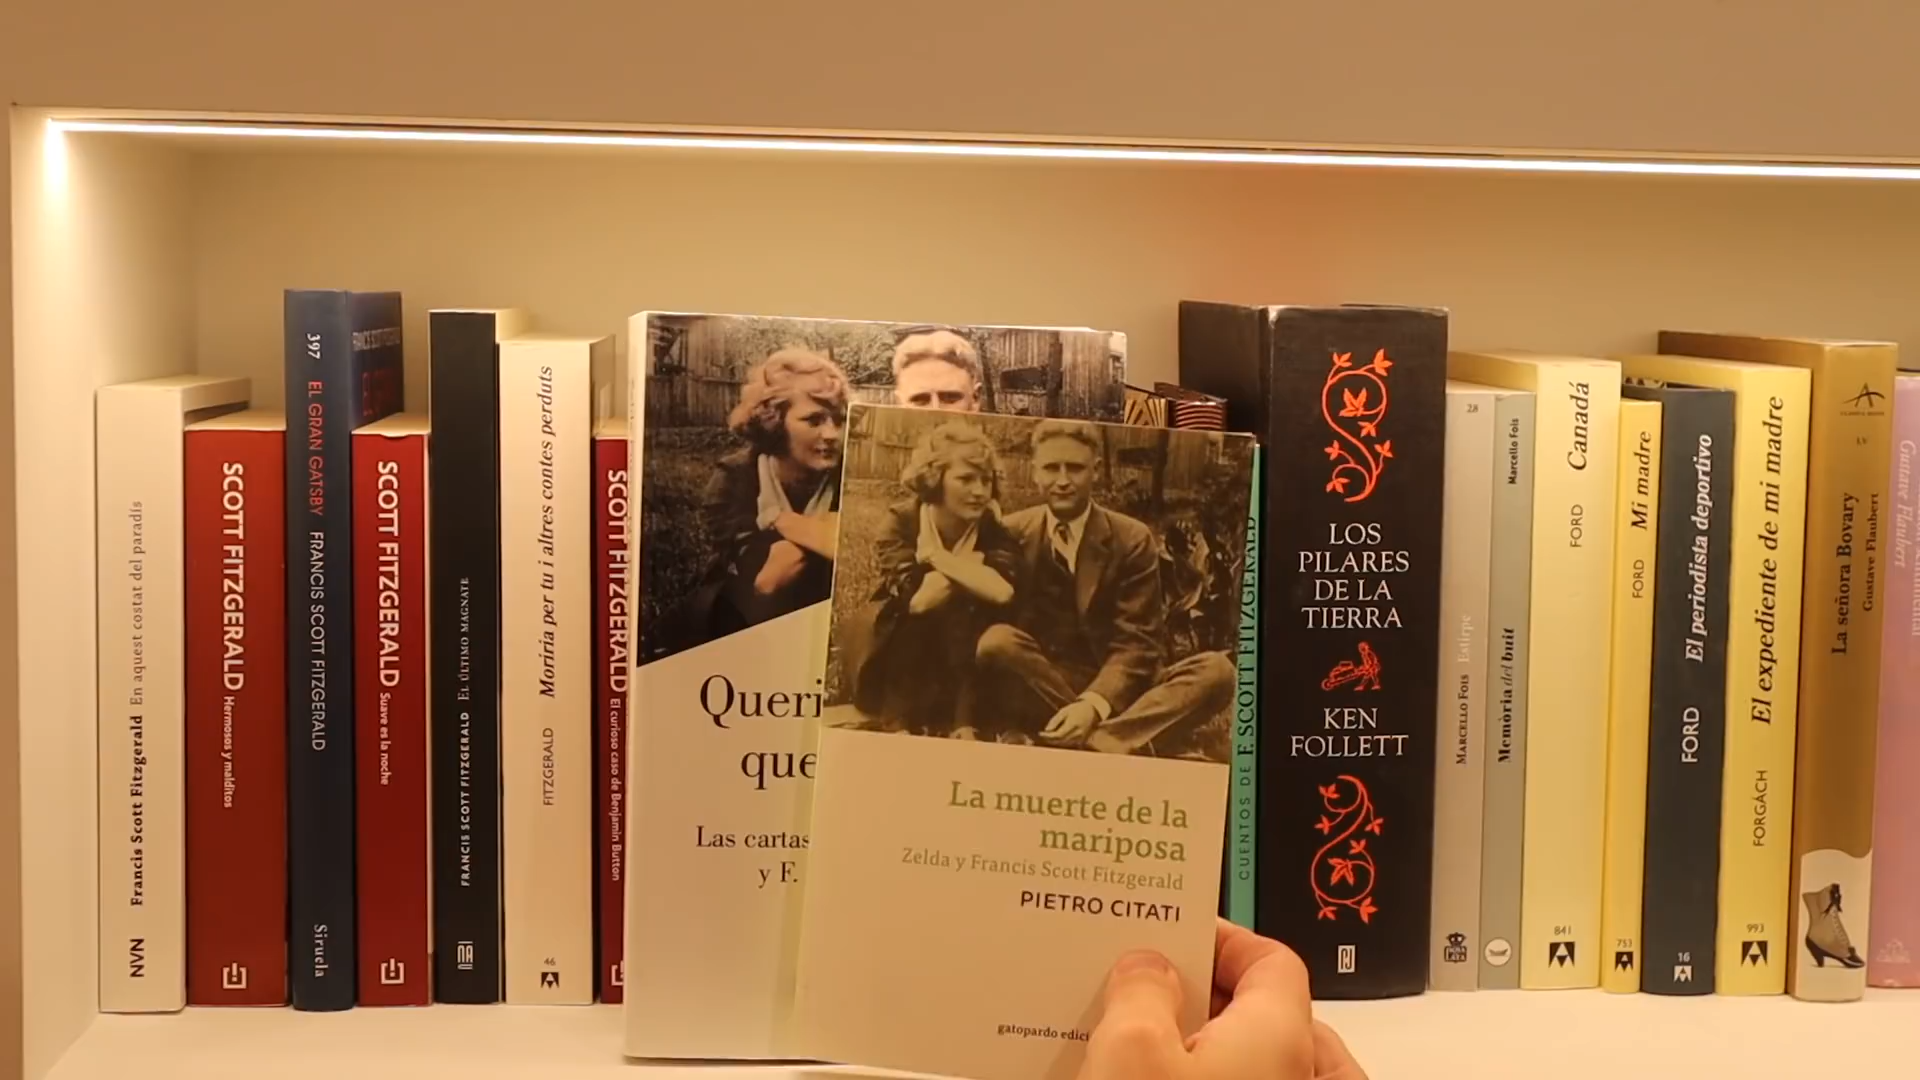 NVN Francis Scott Fitzgerald En aquest costat del paradís
SCOTT FITZGERALD Hermosos y malditos
397 EL GRAN GATSBY FRANCIS SCOTT FITZGERALD Siruela
SCOTT FITZGERALD Suave es la noche
FRANCIS SCOTT FITZGERALD EL ÚLTIMO MAGNATE
46 FITZGERALD Moriria per tu i altres contes perduts
SCOTT FITZGERALD El curioso caso de Benjamin Button
Queri
que
Las cartas
y F.
La muerte de la
mariposa
Zelda y Francis Scott Fitzgerald
PIETRO CITATI
gatopardo edici
CUENTOS DE F. SCOTT FITZGERALD
LOS
PILARES
DE LA
TIERRA
KEN
FOLLETT
28
MARCELLO FOIS Estirpe
Memòria del buit Marcello Fois
841 FORD Canadá
753 FORD Mi madre
16 FORD El periodista deportivo
993 FORGÁCH El expediente de mi madre
LV
La señora Bovary
Gustave Flaubert
Gustave Flaubert